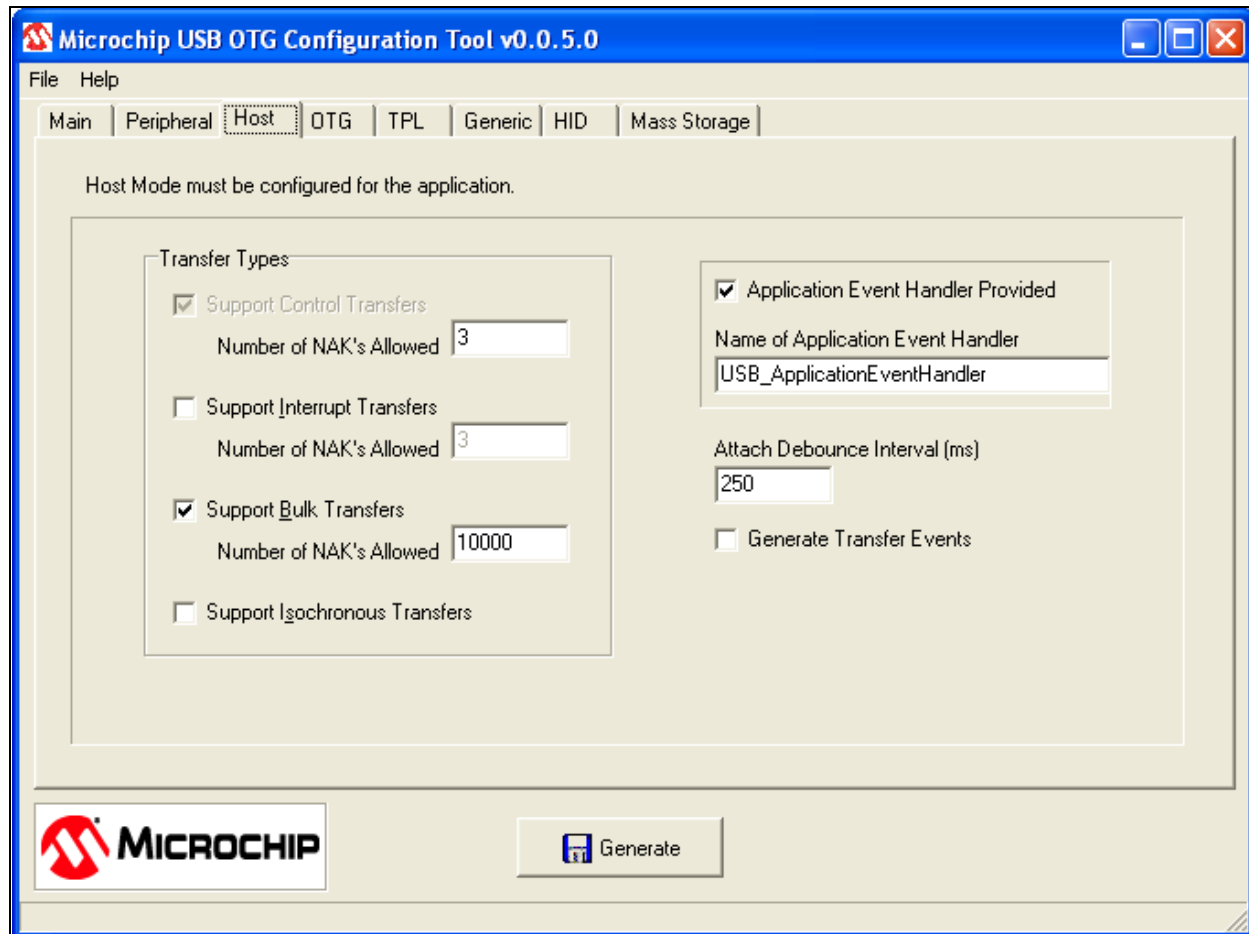 Microchip USB OTG Configuration Tool v0.0.5.0
File Help
Main Peripheral Host OTG TPL Generic HID Mass Storage
Host Mode must be configured for the application.
Transfer Types
Support Control Transfers
Number of NAK's Allowed 3
Support Interrupt Transfers
Number of NAK's Allowed 3
Support Bulk Transfers
Number of NAK's Allowed 10000
Support Isochronous Transfers
Application Event Handler Provided
Name of Application Event Handler
USB_ApplicationEventHandler
Attach Debounce Interval (ms)
250
Generate Transfer Events
MICROCHIP
Generate